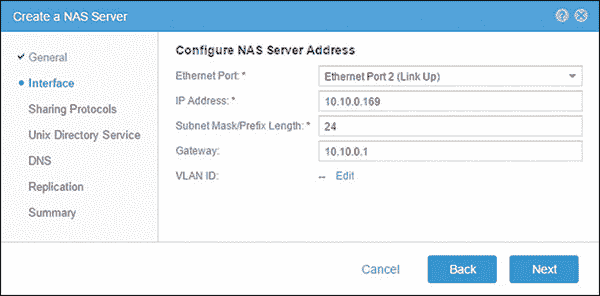 Create a NAS Server
General
Interface
Sharing Protocols
Unix Directory Service
DNS
Replication
Summary
Configure NAS Server Address
Ethernet Port: * Ethernet Port 2 (Link Up)
IP Address: * 10.10.0.169
Subnet Mask/Prefix Length: * 24
Gateway: 10.10.0.1
VLAN ID: -- Edit
Cancel Back Next